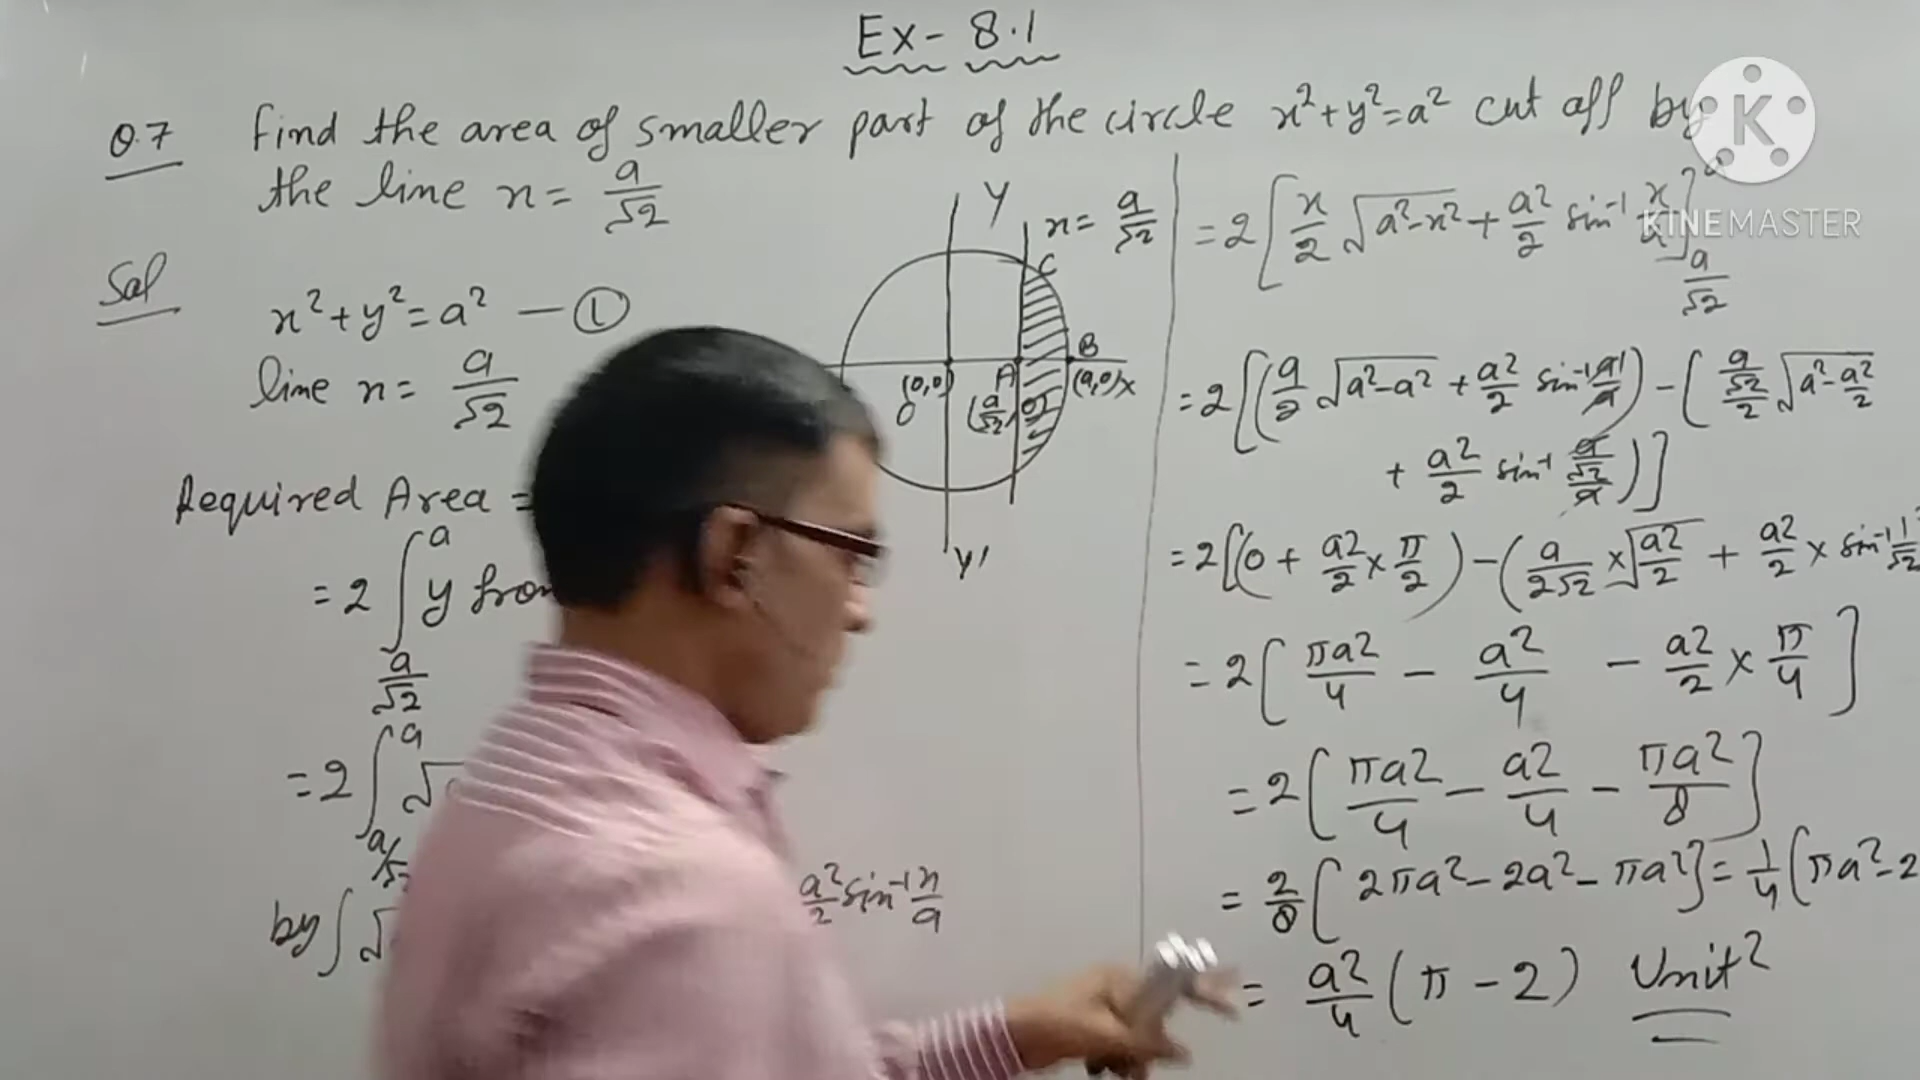 Ex- 8.1
Q.7 Find the area of smaller part of the circle x²+y²=a² cut off by
the line x = a/√2
Sol
x²+y²=a² — ①
line x = a/√2
Required Area =
= 2 ∫_{a/√2}^{a} y from
= 2 ∫_{a/√2}^{a} √
by ∫ √
a²/2 sin⁻¹ x/a
Y
x = a/√2
C
B
(0,0)
O
A
(a/√2
(a,0) X
Y'
= 2 [x/2 √(a²-x²) + a²/2 sin⁻¹ x/a]_{a/√2}^{a}
= 2 [(a/2 √(a²-a²) + a²/2 sin⁻¹ a/a) - ((a/√2)/2 √(a²-a²/2)
+ a²/2 sin⁻¹ (a/√2)/a)]
= 2 [(0 + a²/2 × π/2) - (a/2√2 × √(a²/2) + a²/2 × sin⁻¹ 1/√2
= 2 [πa²/4 - a²/4 - a²/2 × π/4]
= 2 [πa²/4 - a²/4 - πa²/8]
= 2/8 [2πa² - 2a² - πa²] = 1/4 (πa² - 2
= a²/4 (π - 2) Unit²
K
KINEMASTER